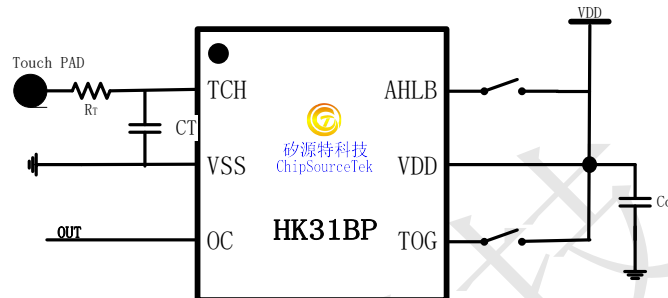 VDD
Touch PAD
RT
CT
TCH
AHLB
矽源特科技
ChipSourceTek
VSS
VDD
OUT
OC
HK31BP
TOG